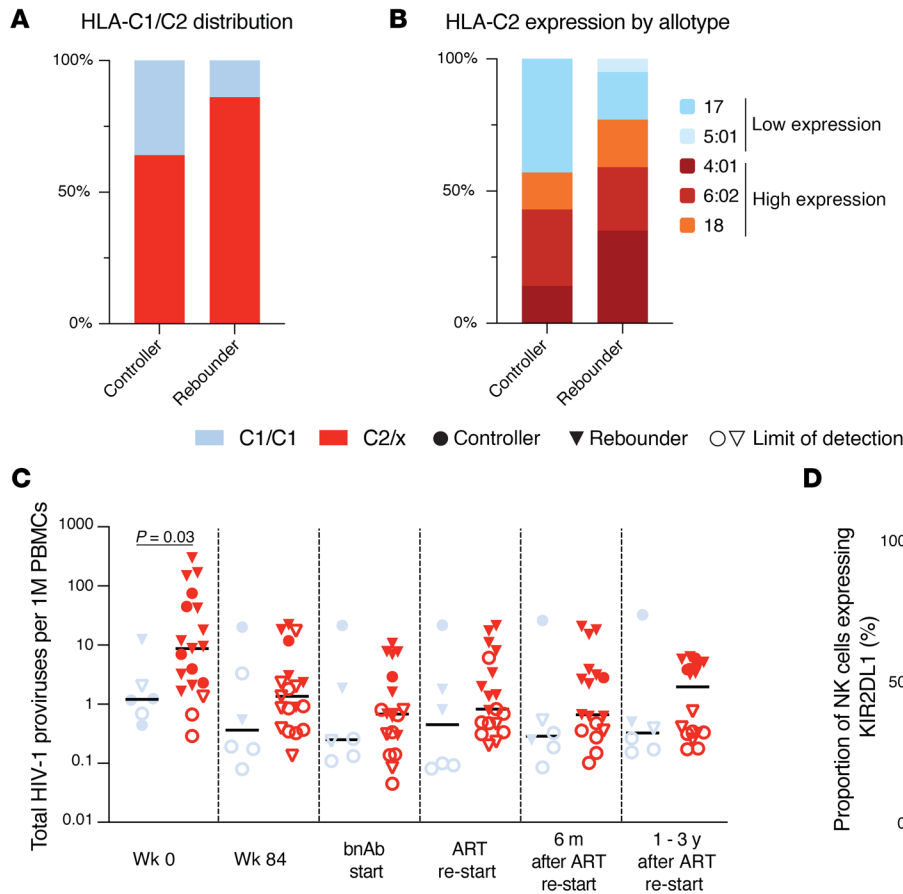 A
HLA-C1/C2 distribution
100%
50%
0%
Controller
Rebounder
B
HLA-C2 expression by allotype
100%
50%
0%
Controller
Rebounder
17
5:01
Low expression
4:01
6:02
18
High expression
C1/C1
C2/x
Controller
Rebounder
Limit of detection
C
Total HIV-1 proviruses per 1M PBMCs
1000
100
10
1
0.1
0.01
P = 0.03
Wk 0
Wk 84
bnAb
start
ART
re-start
6 m
after ART
re-start
1 - 3 y
after ART
re-start
D
Proportion of NK cells expressing
KIR2DL1 (%)
100
50
0